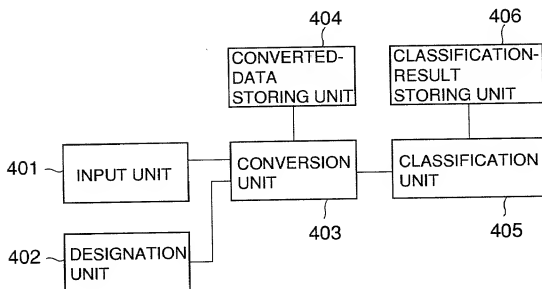 404
406
CONVERTED-
DATA
STORING UNIT
CLASSIFICATION-
RESULT
STORING UNIT
401
INPUT UNIT
CONVERSION
UNIT
CLASSIFICATION
UNIT
403
405
402
DESIGNATION
UNIT